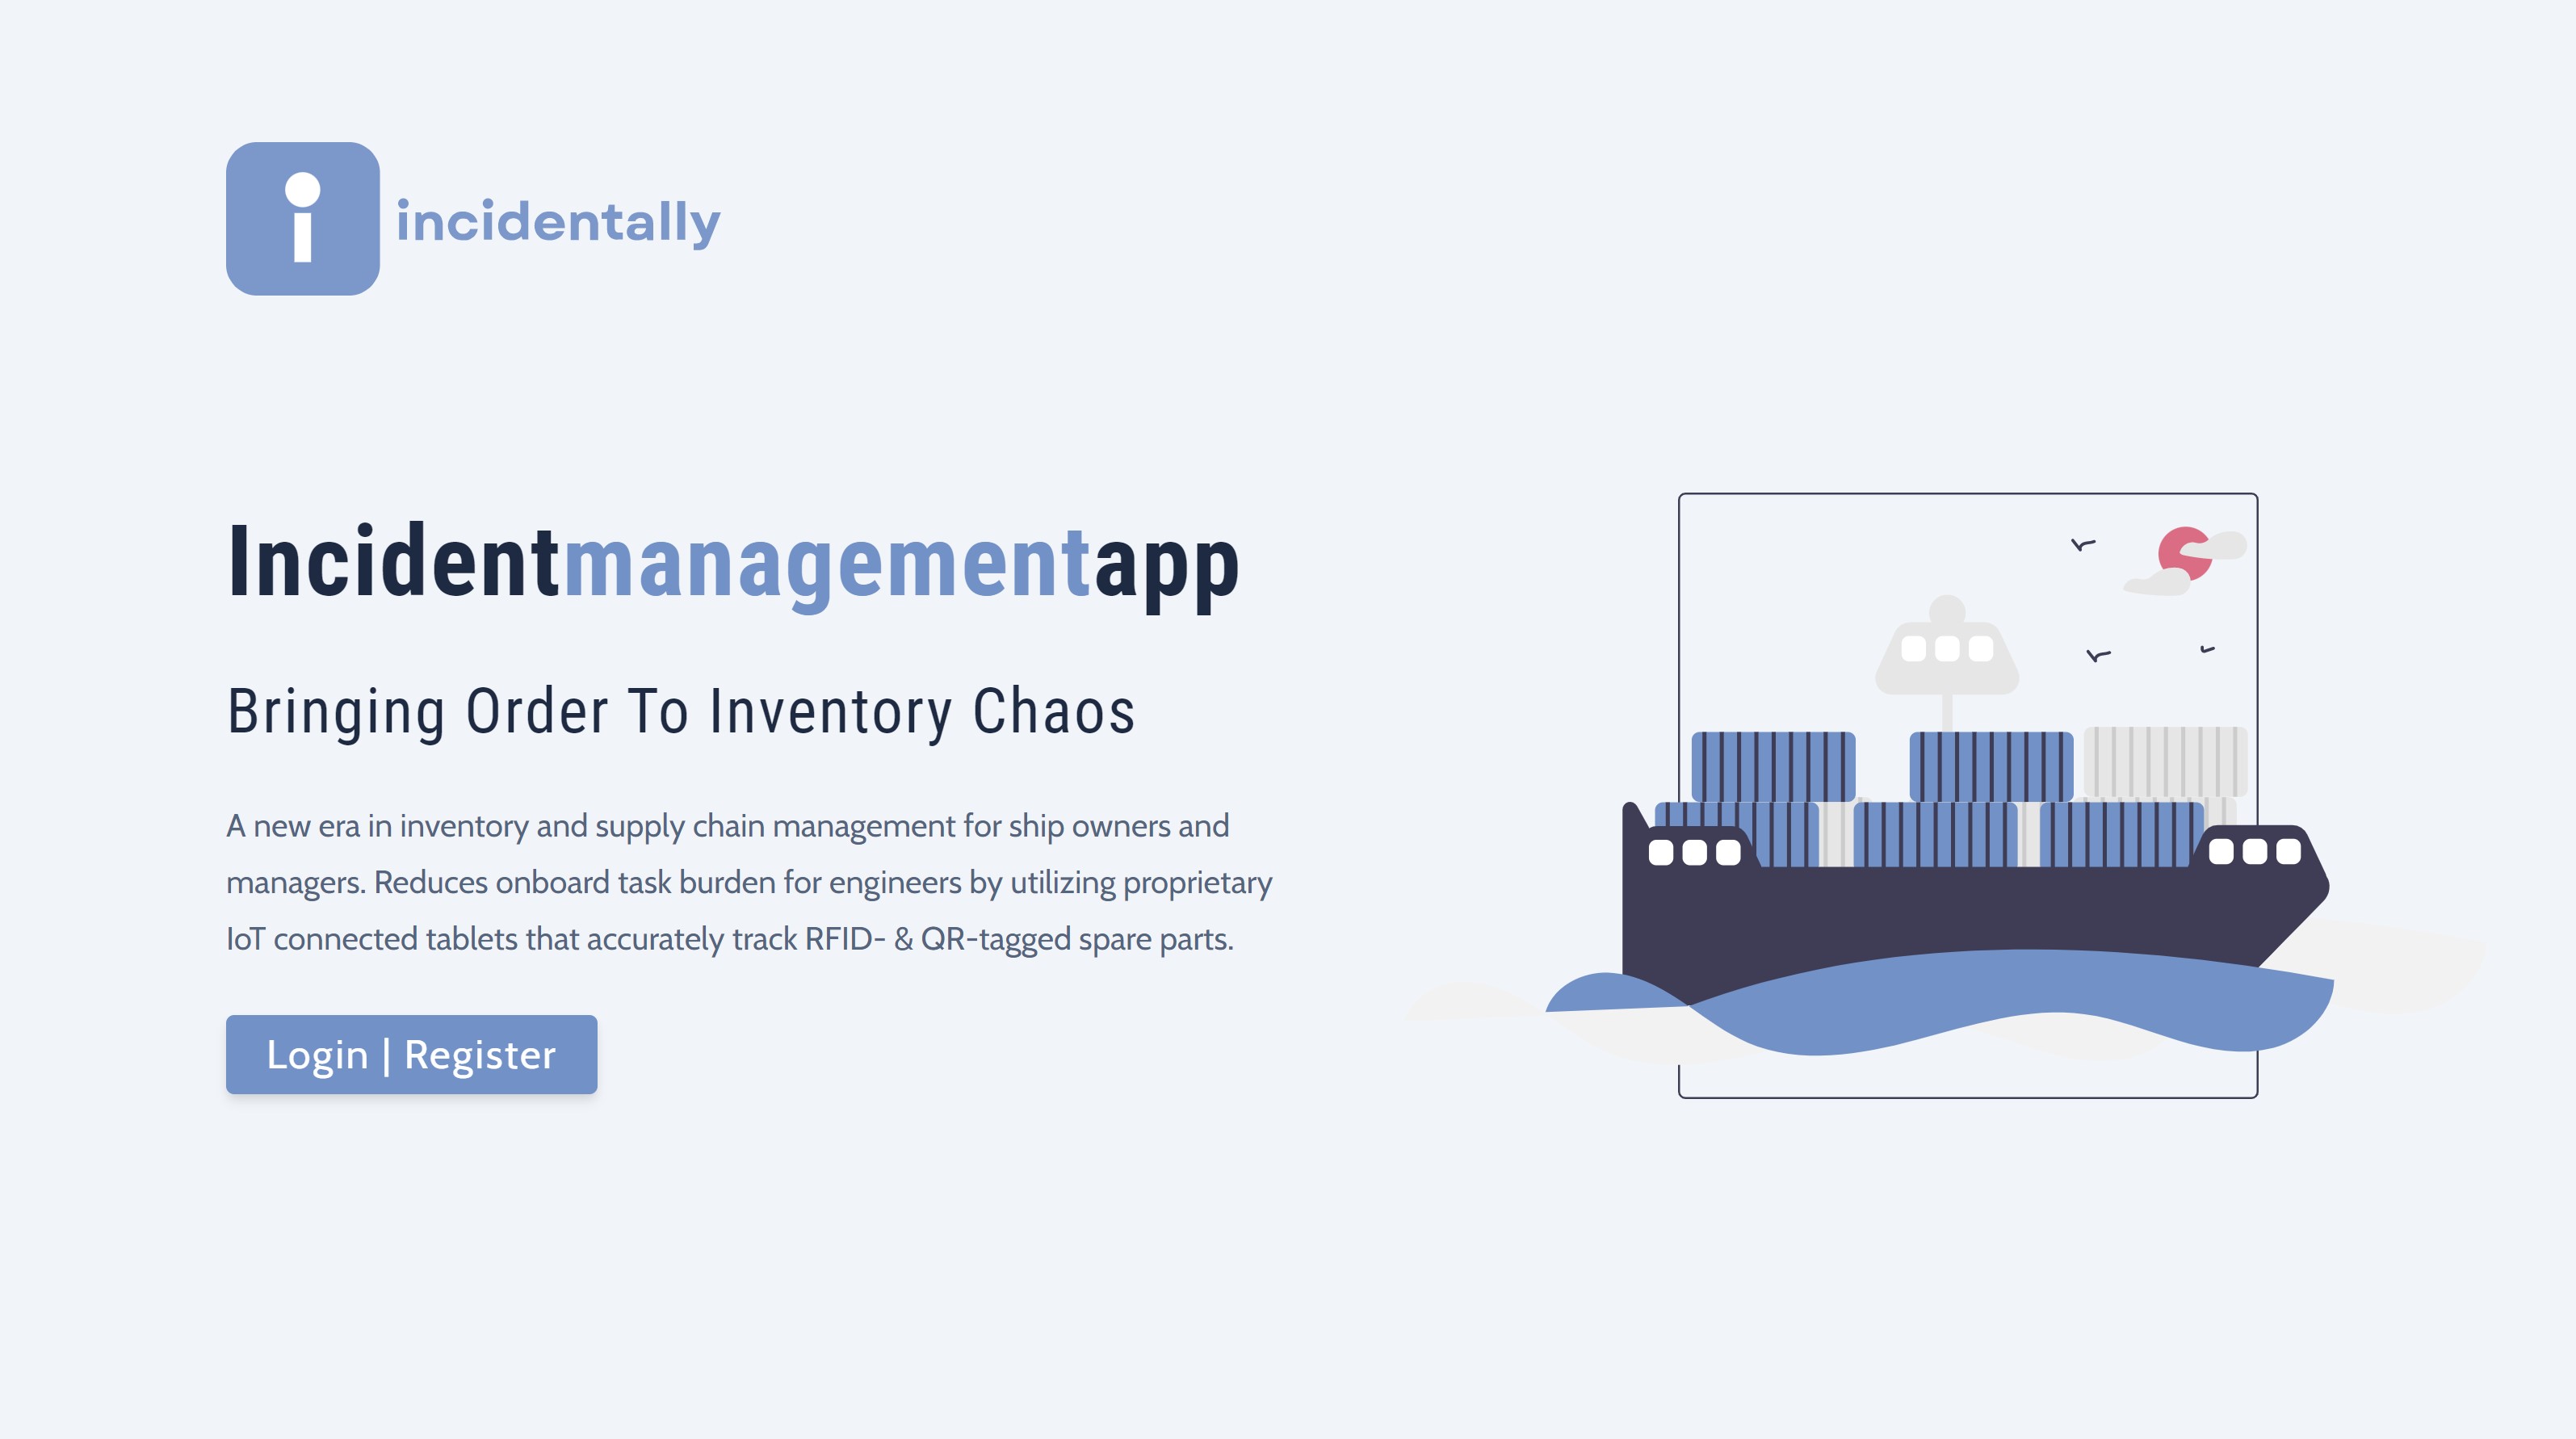 i
incidentally
Incidentmanagementapp
Bringing Order To Inventory Chaos
A new era in inventory and supply chain management for ship owners and
managers. Reduces onboard task burden for engineers by utilizing proprietary
IoT connected tablets that accurately track RFID- & QR-tagged spare parts.
Login | Register